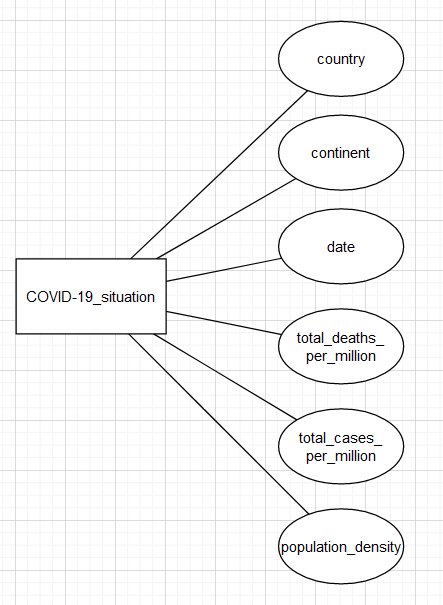 country
continent
date
COVID-19_situation
total_deaths_
per_million
total_cases_
per_million
population_density